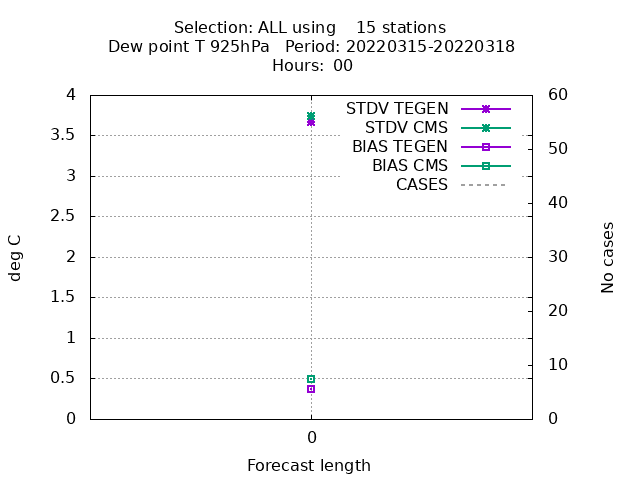 Selection: ALL using    15 stations
Dew point T 925hPa   Period: 20220315-20220318
Hours:  00
STDV TEGEN
STDV CMS
BIAS TEGEN
BIAS CMS
CASES
4
3.5
3
2.5
2
1.5
1
0.5
0
60
50
40
30
20
10
0
deg C
No cases
0
Forecast length